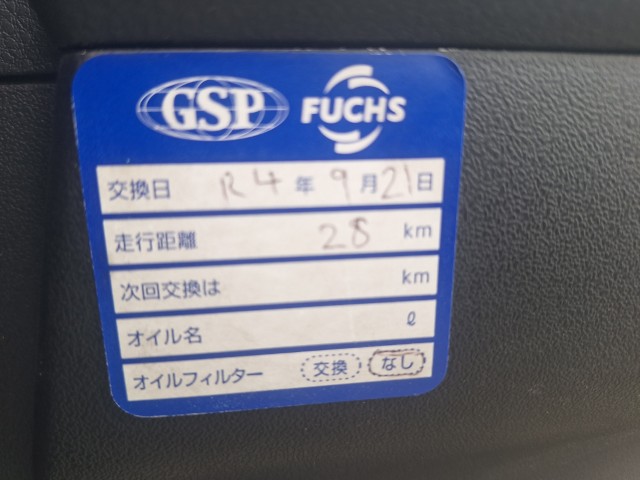 GSP FUCHS
交換日 R4年9月21日
走行距離 28 km
次回交換は km
オイル名 ℓ
オイルフィルター 交換 なし